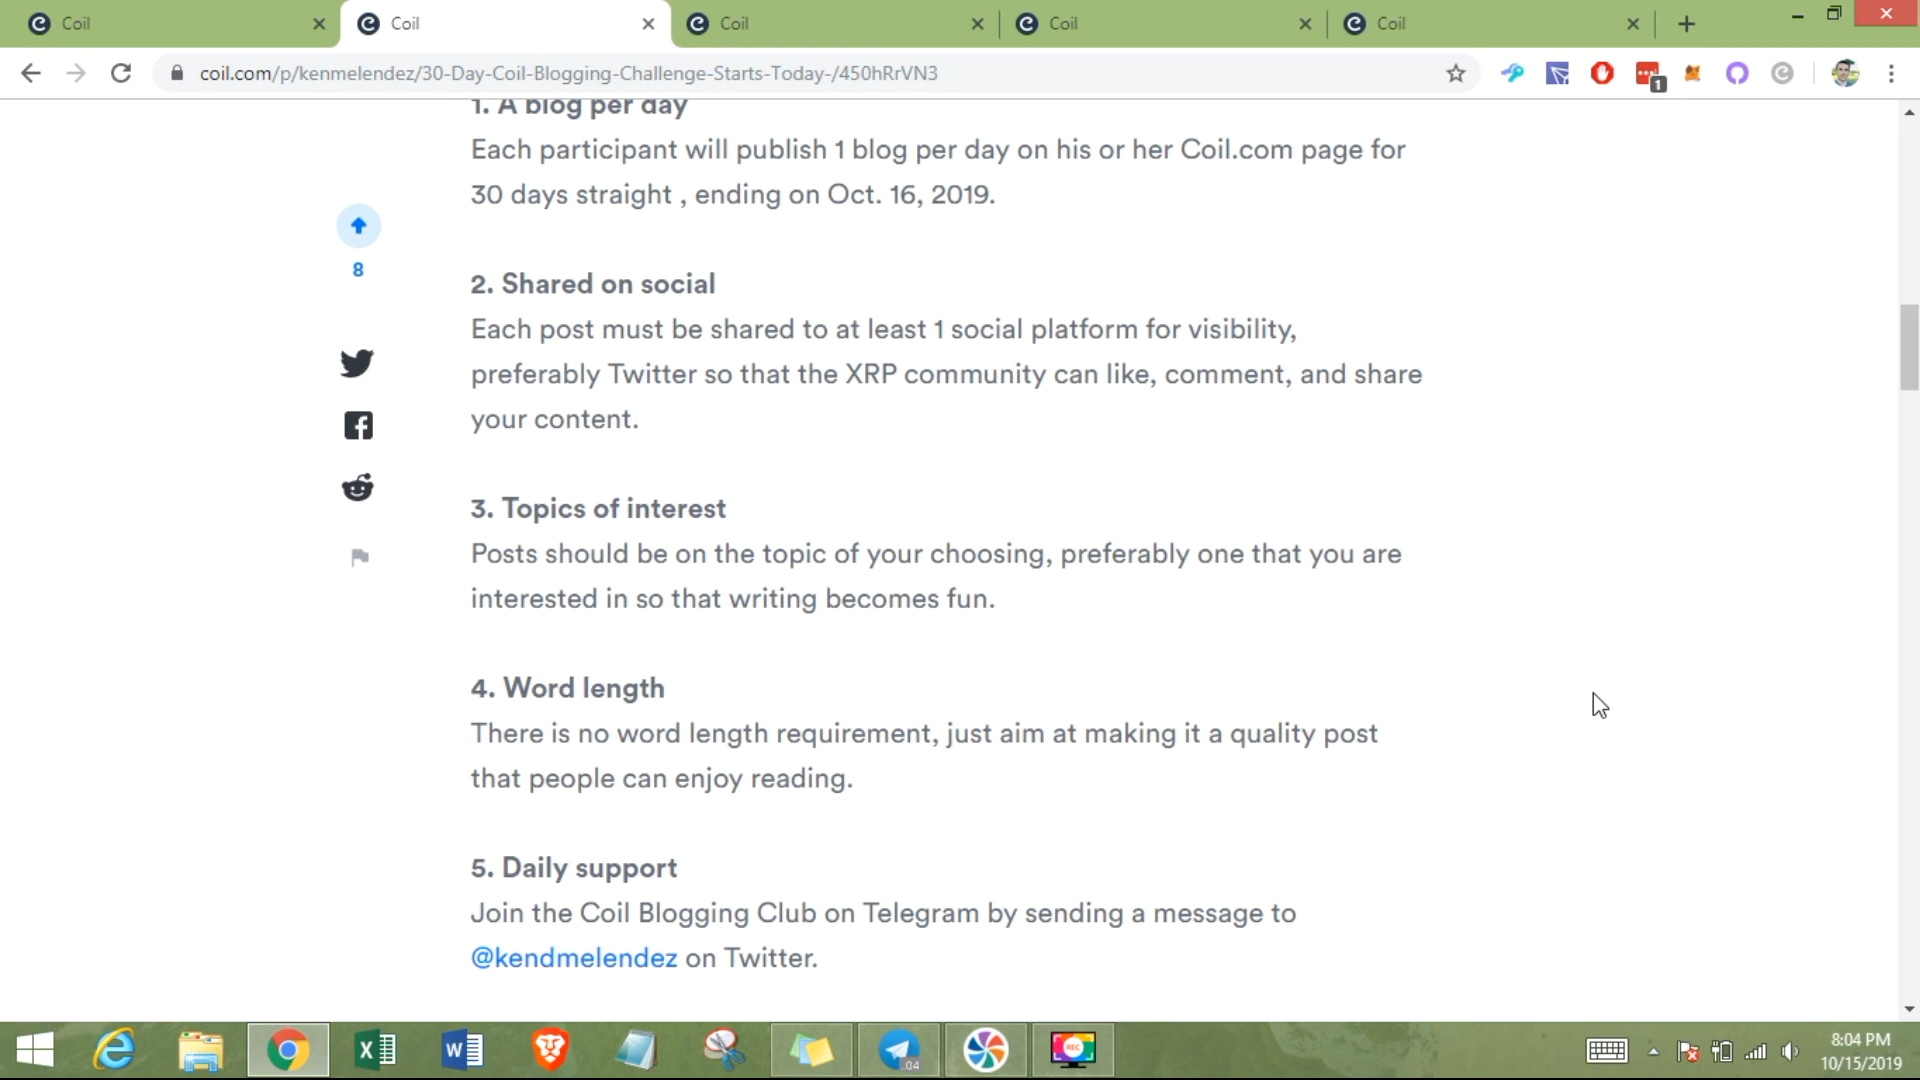 Coil
Coil
Coil
Coil
Coil
coil.com/p/kenmelendez/30-Day-Coil-Blogging-Challenge-Starts-Today-/450hRrVN3
1
1. A blog per day
Each participant will publish 1 blog per day on his or her Coil.com page for
30 days straight , ending on Oct. 16, 2019.
8
2. Shared on social
Each post must be shared to at least 1 social platform for visibility,
preferably Twitter so that the XRP community can like, comment, and share
your content.
3. Topics of interest
Posts should be on the topic of your choosing, preferably one that you are
interested in so that writing becomes fun.
4. Word length
There is no word length requirement, just aim at making it a quality post
that people can enjoy reading.
5. Daily support
Join the Coil Blogging Club on Telegram by sending a message to
@kendmelendez on Twitter.
.04
REC
8:04 PM
10/15/2019